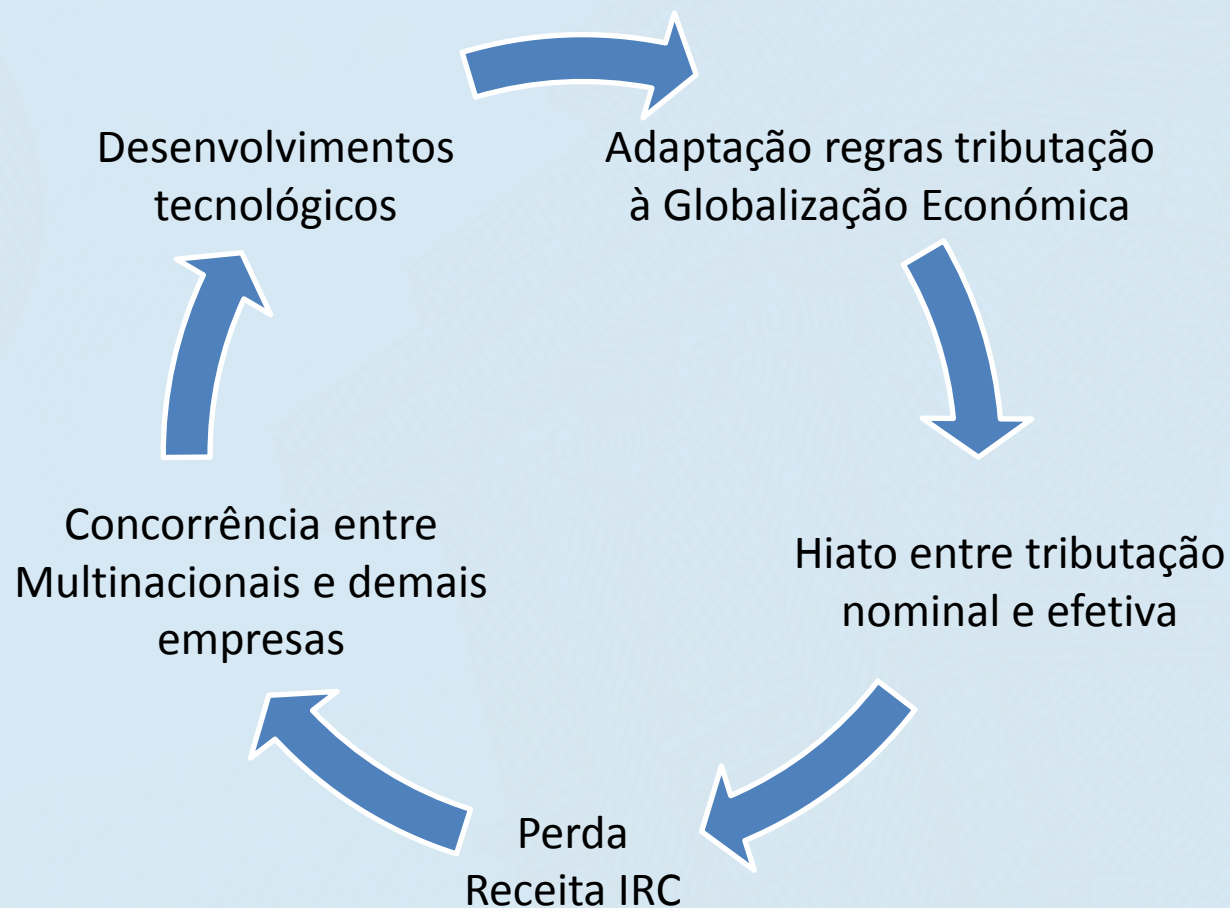 Desenvolvimentos
tecnológicos
Adaptação regras tributação
à Globalização Económica
Hiato entre tributação
nominal e efetiva
Perda
Receita IRC
Concorrência entre
Multinacionais e demais
empresas